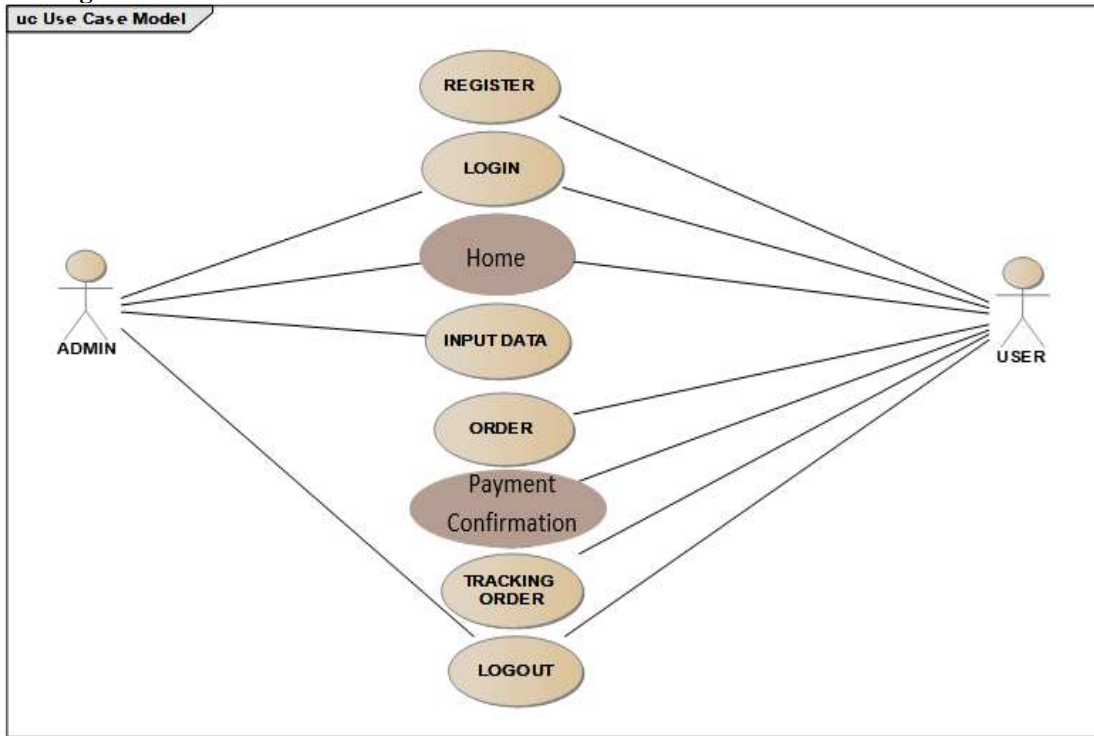 uc Use Case Model
REGISTER
LOGIN
Home
ADMIN
INPUT DATA
USER
ORDER
Payment
Confirmation
TRACKING
ORDER
LOGOUT